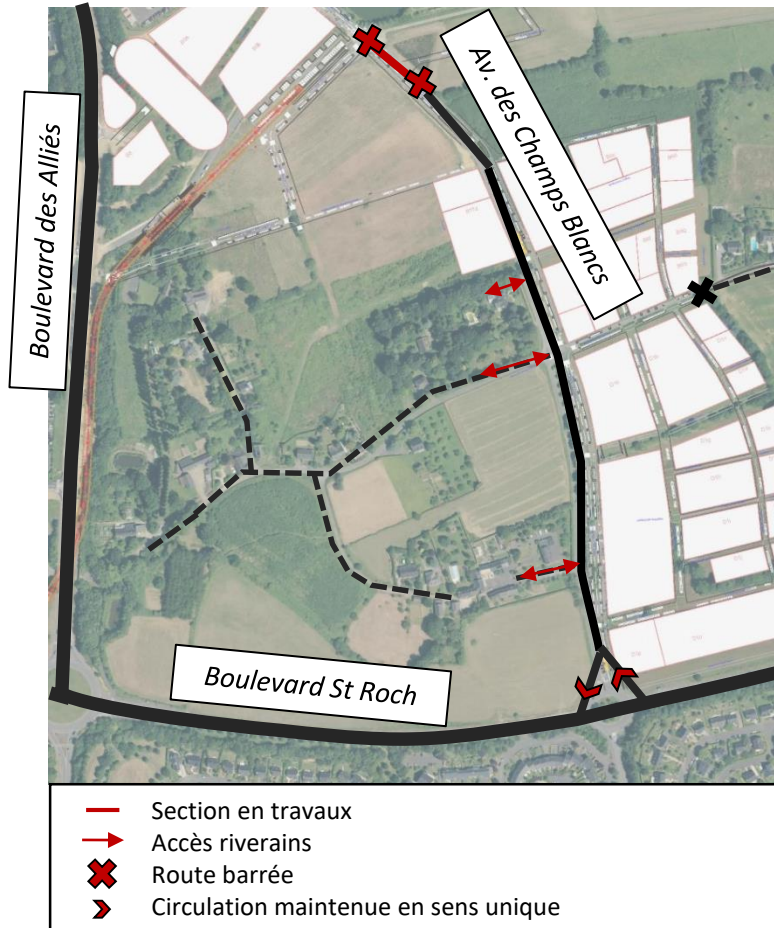 Av. des Champs Blancs
Boulevard des Alliés
Boulevard St Roch
Section en travaux
Accès riverains
Route barrée
Circulation maintenue en sens unique